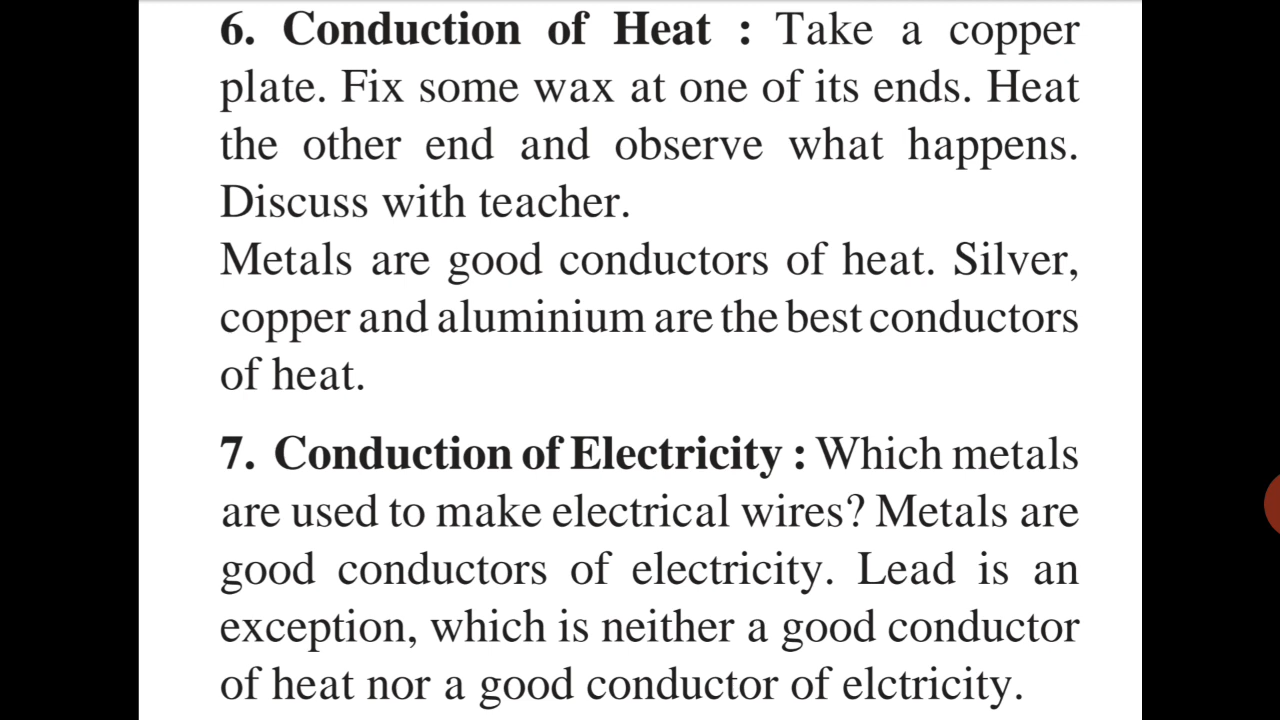 6. Conduction of Heat : Take a copper
plate. Fix some wax at one of its ends. Heat
the other end and observe what happens.
Discuss with teacher.
Metals are good conductors of heat. Silver,
copper and aluminium are the best conductors
of heat.
7. Conduction of Electricity : Which metals
are used to make electrical wires? Metals are
good conductors of electricity. Lead is an
exception, which is neither a good conductor
of heat nor a good conductor of elctricity.